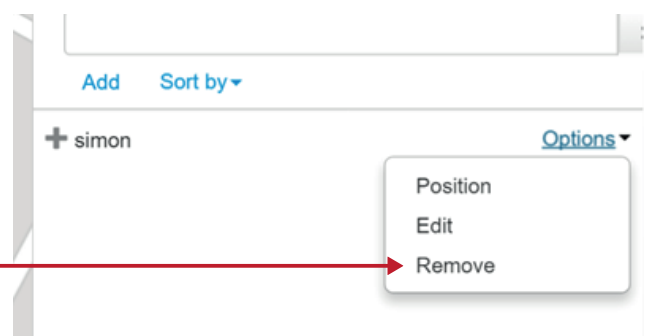 Add Sort by
simon Options
Position
Edit
Remove